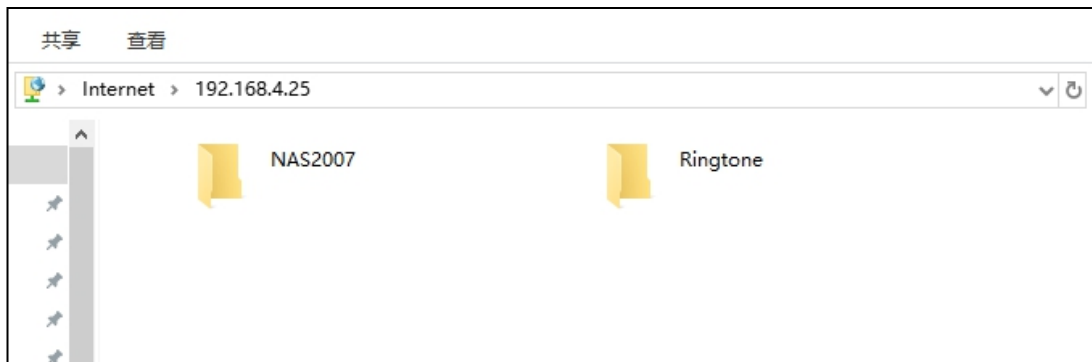 共享 查看
Internet 192.168.4.25
NAS2007 Ringtone